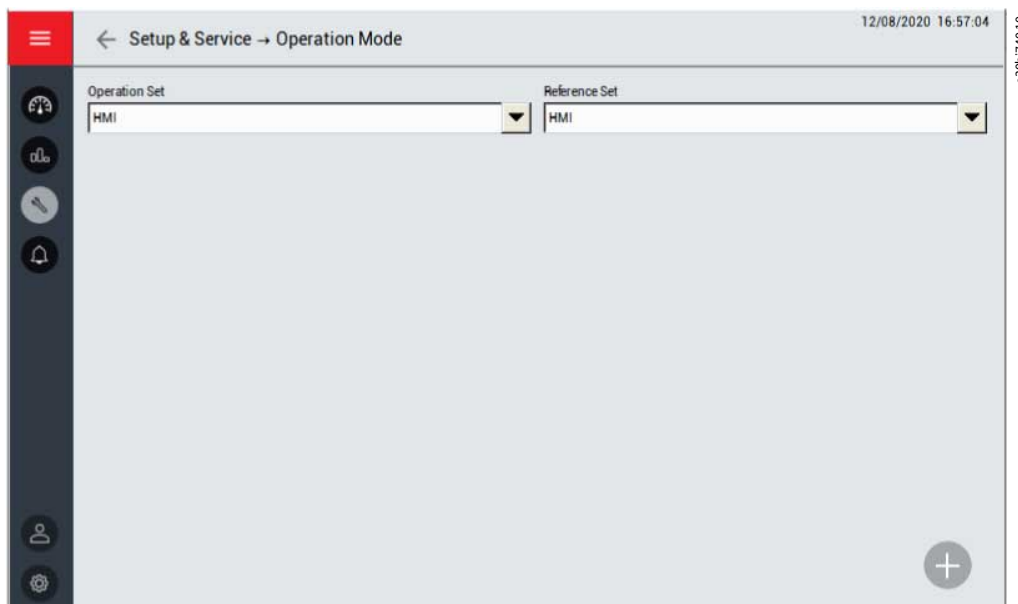 12/08/2020 16:57:04
← Setup & Service → Operation Mode
Operation Set
Reference Set
HMI
HMI